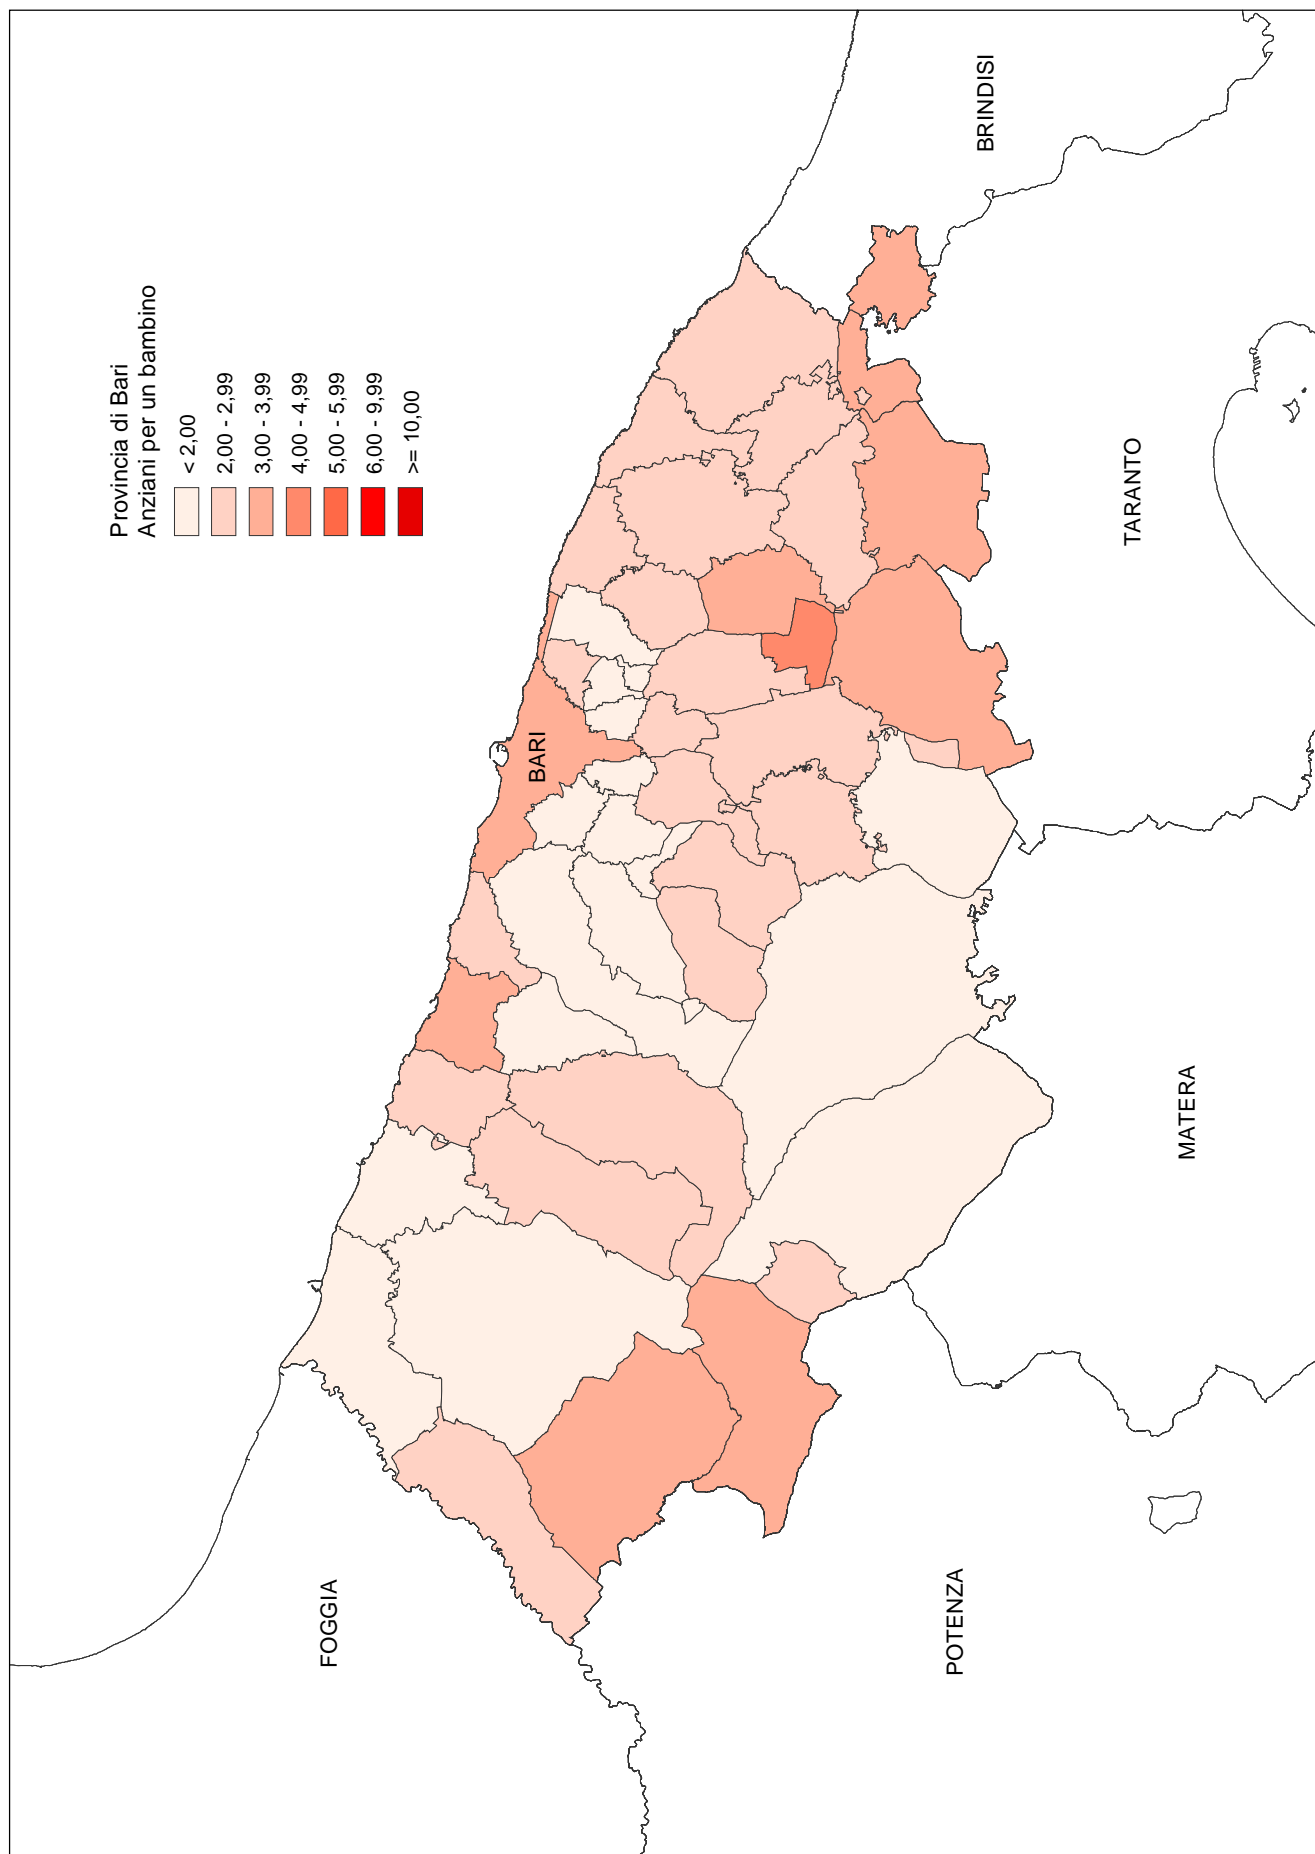 Provincia di Bari
Anziani per un bambino
< 2,00
2,00 - 2,99
3,00 - 3,99
4,00 - 4,99
5,00 - 5,99
6,00 - 9,99
>= 10,00
FOGGIA
BARI
BRINDISI
POTENZA
MATERA
TARANTO